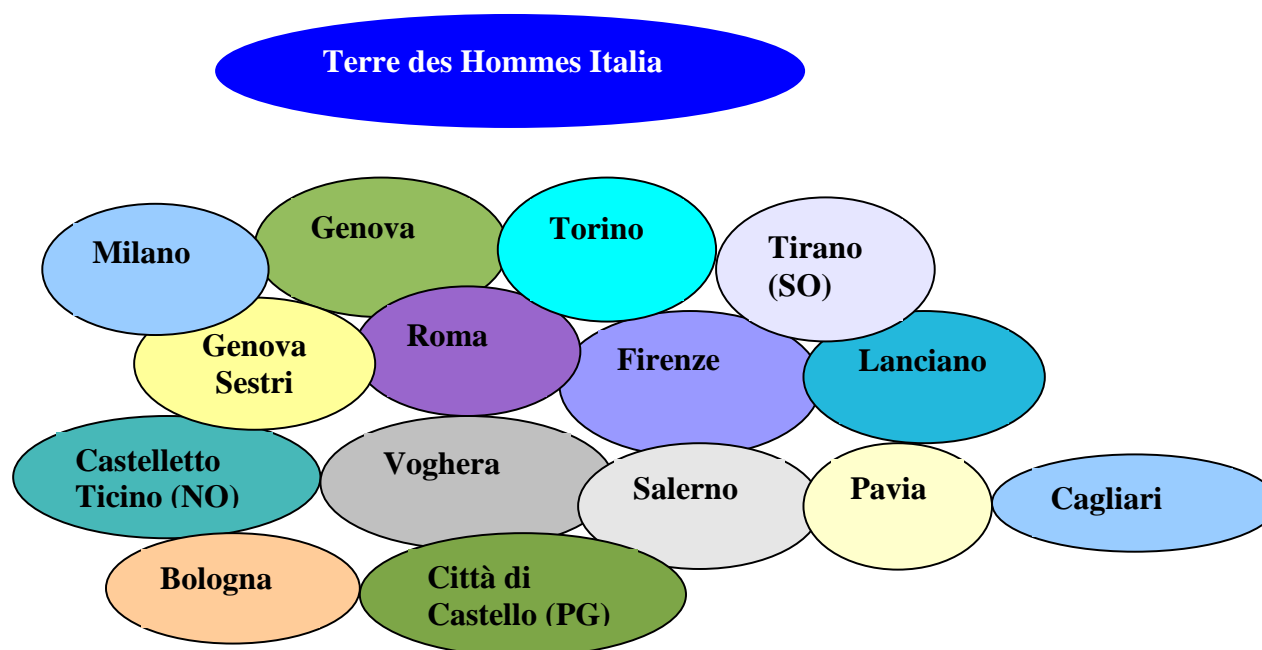 Terre des Hommes Italia
Milano
Genova
Torino
Tirano
(SO)
Genova
Sestri
Roma
Firenze
Lanciano
Castelletto
Ticino (NO)
Voghera
Salerno
Pavia
Cagliari
Bologna
Città di
Castello (PG)